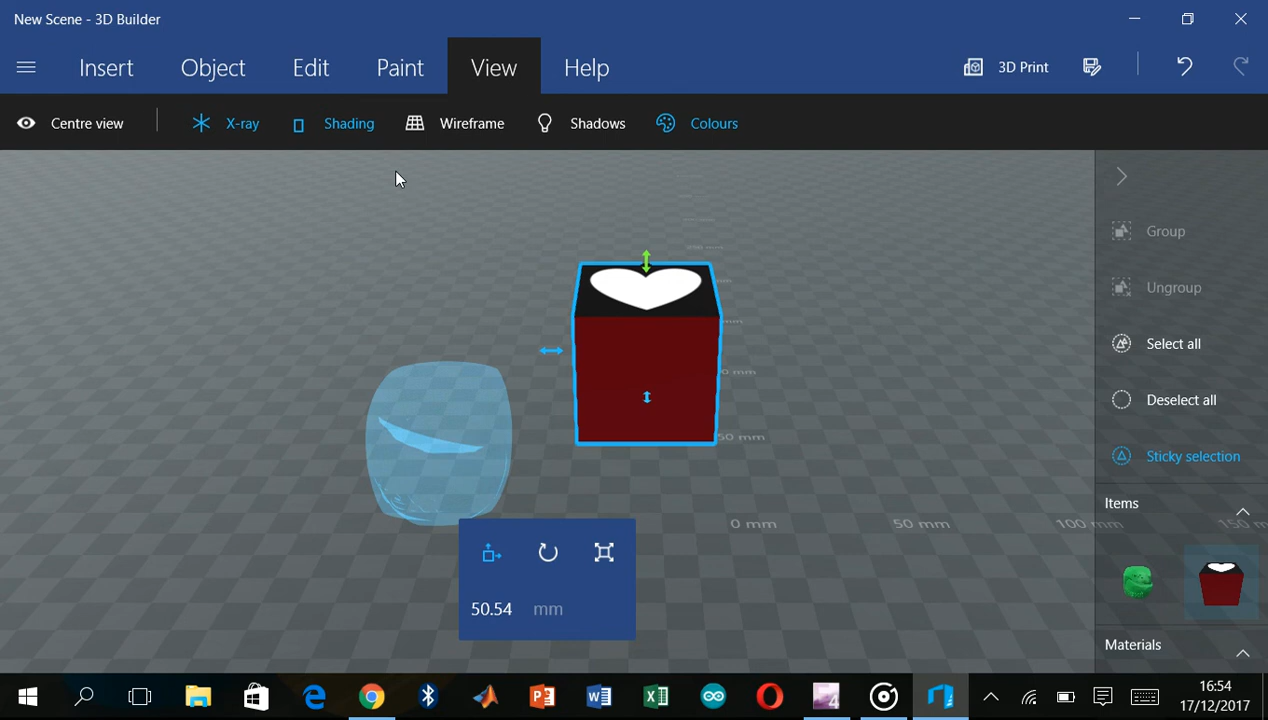 New Scene - 3D Builder
Insert Object Edit Paint View Help 3D Print
Centre view X-ray Shading Wireframe Shadows Colours
Group
Ungroup
Select all
Deselect all
Sticky selection
Items
50 mm
0 mm 50 mm 100 mm 150 m
50.54 mm
Materials
16:54
17/12/2017